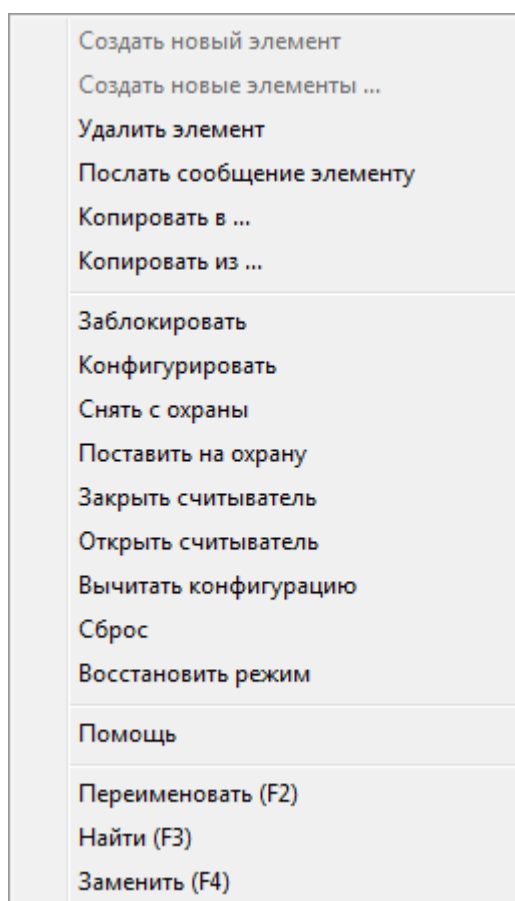 Создать новый элемент
Создать новые элементы ...
Удалить элемент
Послать сообщение элементу
Копировать в ...
Копировать из ...
Заблокировать
Конфигурировать
Снять с охраны
Поставить на охрану
Закрыть считыватель
Открыть считыватель
Вычитать конфигурацию
Сброс
Восстановить режим
Помощь
Переименовать (F2)
Найти (F3)
Заменить (F4)